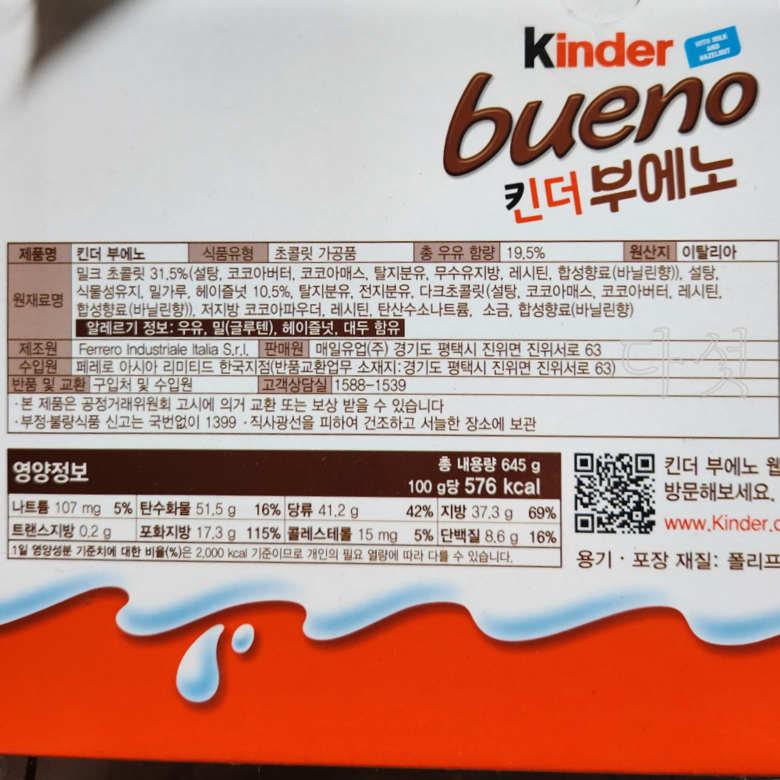 Kinder
WITH MILK
AND
HAZELNUT
bueno
킨더 부에노
제품명 킨더 부에노 식품유형 초콜릿 가공품 총 우유 함량 19.5% 원산지 이탈리아
원재료명 밀크 초콜릿 31.5%(설탕, 코코아버터, 코코아매스, 탈지분유, 무수유지방, 레시틴, 합성향료(바닐린향)), 설탕,
식물성유지, 밀가루, 헤이즐넛 10.5%, 탈지분유, 전지분유, 다크초콜릿(설탕, 코코아매스, 코코아버터, 레시틴,
합성향료(바닐린향)), 저지방 코코아파우더, 레시틴, 탄산수소나트륨, 소금, 합성향료(바닐린향)
알레르기 정보: 우유, 밀(글루텐), 헤이즐넛, 대두 함유
제조원 Ferrero Industriale Italia S.r.l. 판매원 매일유업(주) 경기도 평택시 진위면 진위서로 63
수입원 페레로 아시아 리미티드 한국지점(반품교환업무 소재지:경기도 평택시 진위면 진위서로 63)
반품 및 교환 구입처 및 수입원 고객상담실 1588-1539
·본 제품은 공정거래위원회 고시에 의거 교환 또는 보상 받을 수 있습니다
·부정·불량식품 신고는 국번없이 1399 ·직사광선을 피하여 건조하고 서늘한 장소에 보관
다섯
영양정보 총 내용량 645 g
100 g당 576 kcal
나트륨 107 mg 5% 탄수화물 51.5 g 16% 당류 41.2 g 42% 지방 37.3 g 69%
트랜스지방 0.2 g 포화지방 17.3 g 115% 콜레스테롤 15 mg 5% 단백질 8.6 g 16%
1일 영양성분 기준치에 대한 비율(%)은 2,000 kcal 기준이므로 개인의 필요 열량에 따라 다를 수 있습니다.
킨더 부에노 웹
방문해보세요.
www.Kinder.c
용기 · 포장 재질: 폴리프